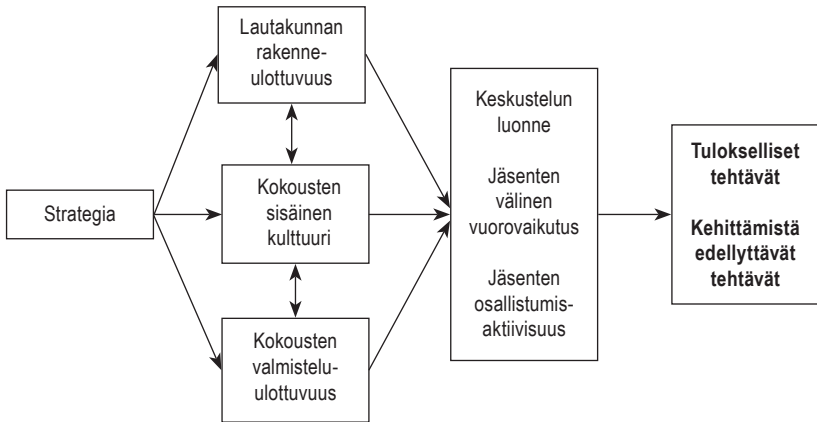 Lautakunnan
rakenne-
ulottuvuus
Strategia
Kokousten
sisäinen
kulttuuri
Kokousten
valmistelu-
ulottuvuus
Keskustelun
luonne
Jäsenten
välinen
vuorovaikutus
Jäsenten
osallistumis-
aktiivisuus
Tulokselliset
tehtävät
Kehittämistä
edellyttävät
tehtävät